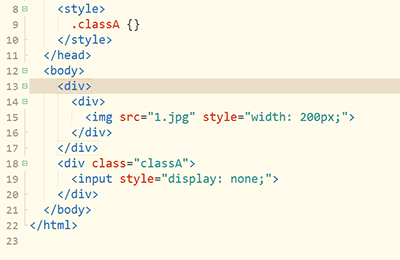 8 <style>
9 .classA {}
10 </style>
11 </head>
12 <body>
13 <div>
14 <div>
15 <img src="1.jpg" style="width: 200px;">
16 </div>
17 </div>
18 <div class="classA">
19 <input style="display: none;">
20 </div>
21 </body>
22 </html>
23